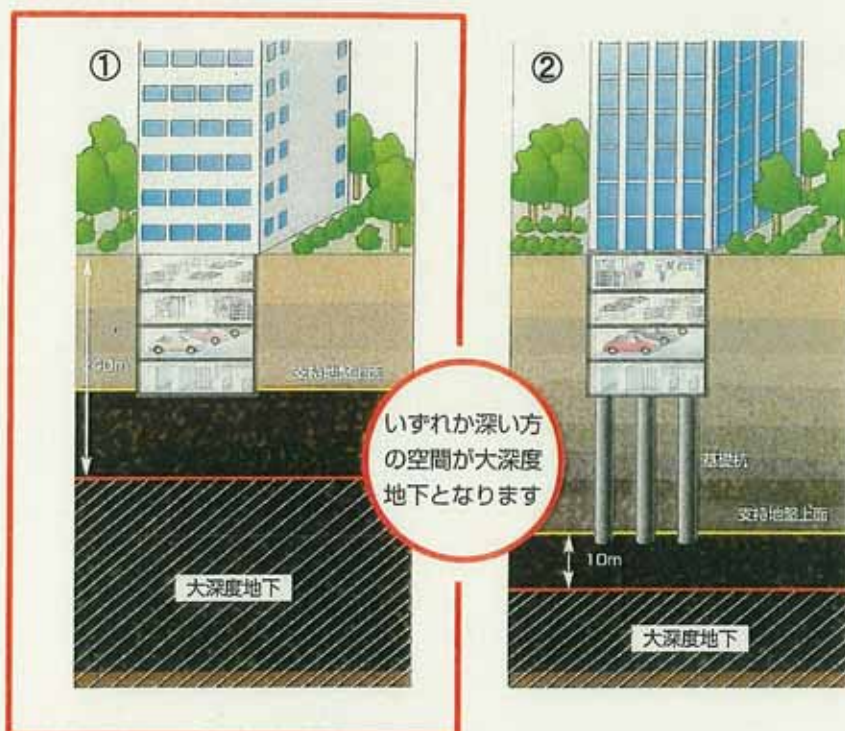 ①
②
40m
支持地盤上面
いずれか深い方
の空間が大深度
地下となります
基礎杭
支持地盤上面
10m
大深度地下
大深度地下